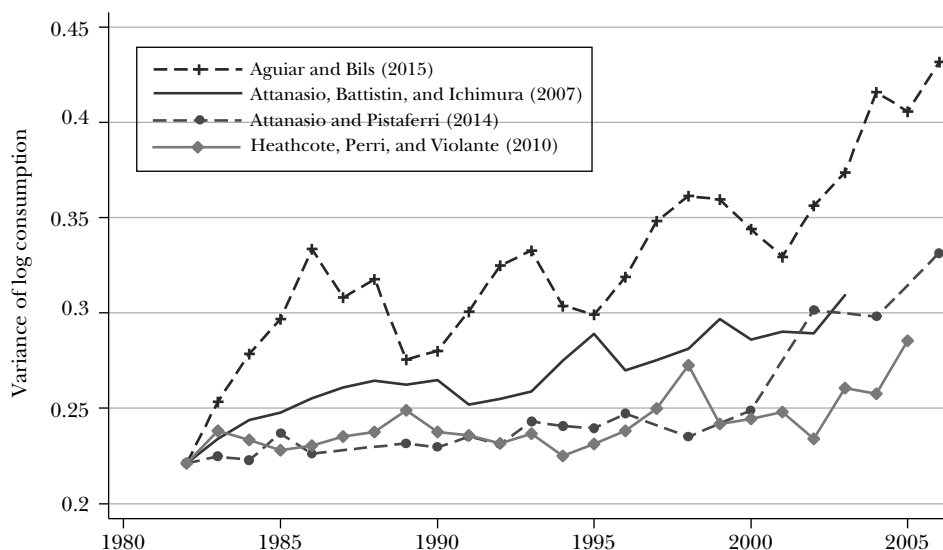 0.45
Aguiar and Bils (2015)
Attanasio, Battistin, and Ichimura (2007)
Attanasio and Pistaferri (2014)
Heathcote, Perri, and Violante (2010)
0.4
0.35
0.3
0.25
0.2
Variance of log consumption
1980 1985 1990 1995 2000 2005